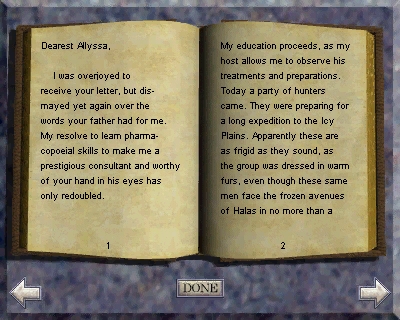 Dearest Allyssa,
I was overjoyed to
receive your letter, but dis-
mayed yet again over the
words your father had for me.
My resolve to learn pharma-
copoeial skills to make me a
prestigious consultant and worthy
of your hand in his eyes has
only redoubled.
1
My education proceeds, as my
host allows me to observe his
treatments and preparations.
Today a party of hunters
came. They were preparing for
a long expedition to the Icy
Plains. Apparently these are
as frigid as they sound, as
the group was dressed in warm
furs, even though these same
men face the frozen avenues
of Halas in no more than a
2
DONE